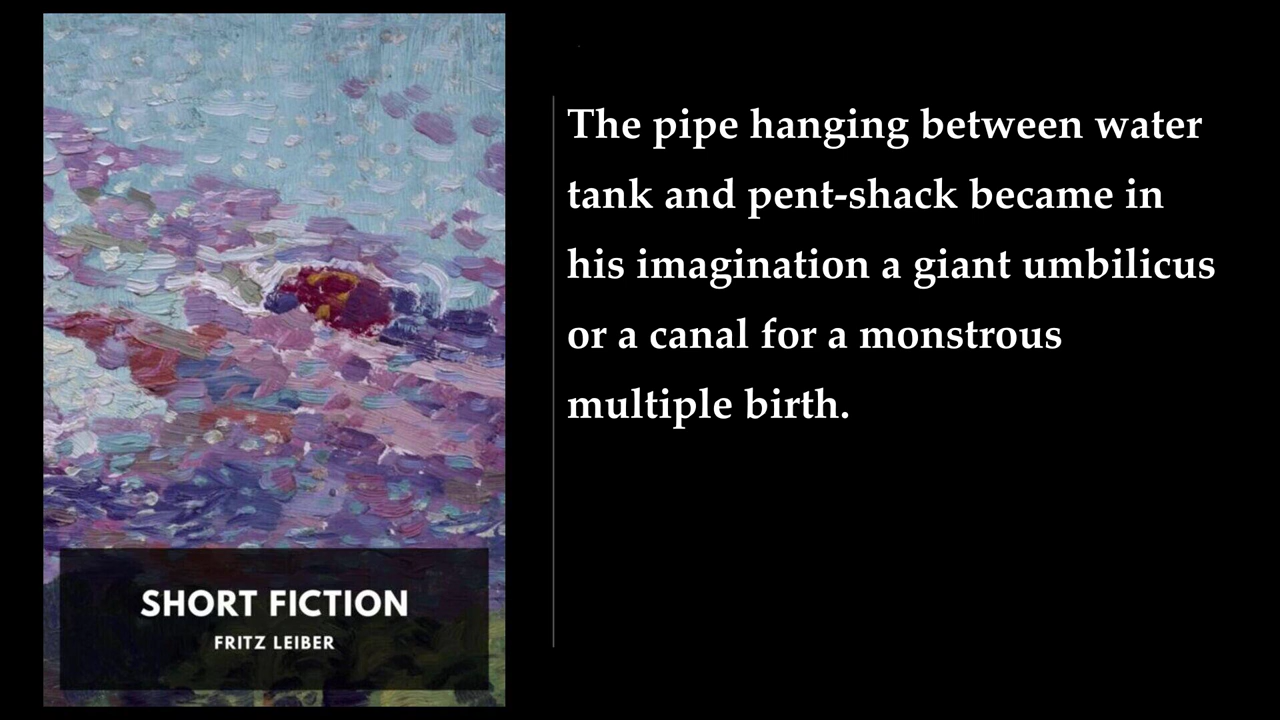 The pipe hanging between water
tank and pent-shack became in
his imagination a giant umbilicus
or a canal for a monstrous
multiple birth.
SHORT FICTION
FRITZ LEIBER